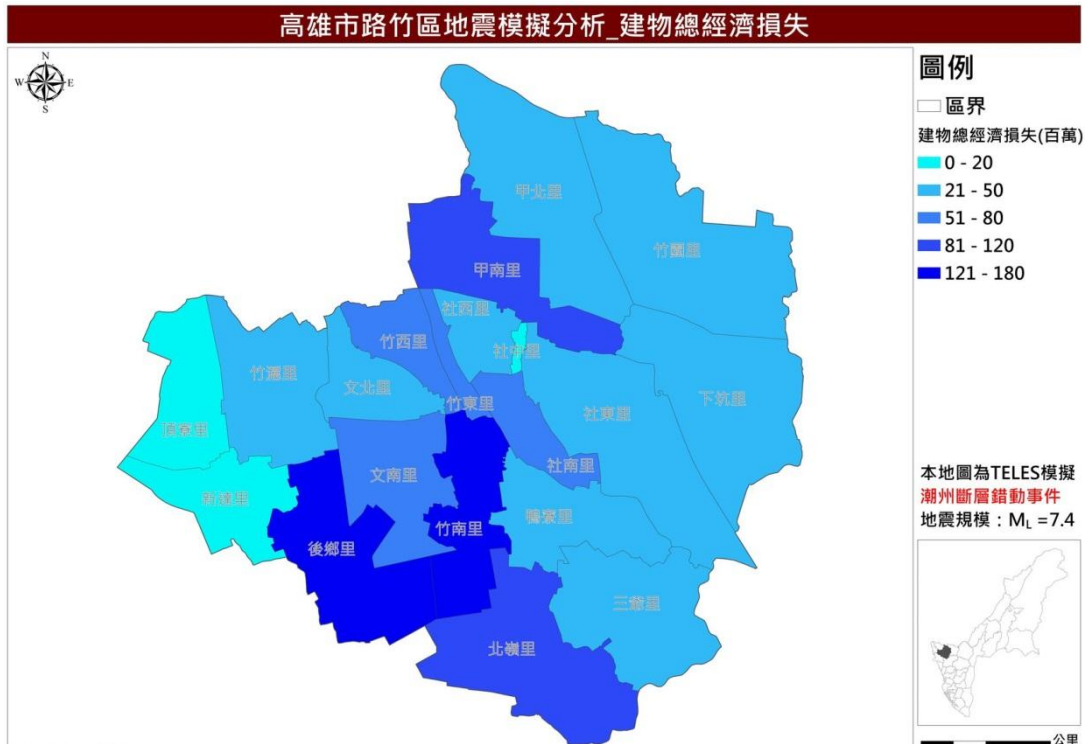 高雄市路竹區地震模擬分析_建物總經濟損失
N
W
E
S
圖例
區界
建物總經濟損失(百萬)
0 - 20
21 - 50
51 - 80
81 - 120
121 - 180
甲北里
竹園里
甲南里
社西里
竹西里
社中里
竹滬里
文北里
竹東里
社東里
下坑里
頂寮里
社南里
文南里
新達里
鴨寮里
竹南里
後鄉里
三爺里
北嶺里
本地圖為TELES模擬
潮州斷層錯動事件
地震規模：ML =7.4
公里